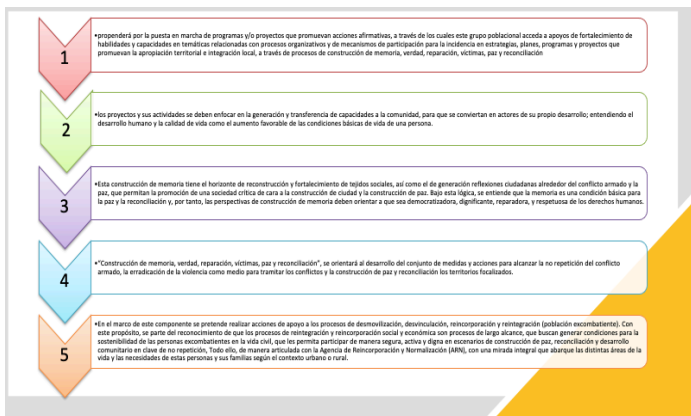 1
•propenderá por la puesta en marcha de programas y/o proyectos que promuevan acciones afirmativas, a través de los cuales este grupo poblacional acceda a apoyos de fortalecimiento de
habilidades y capacidades en temáticas relacionadas con procesos organizativos y de mecanismos de participación para la incidencia en estrategias, planes, programas y proyectos que
promuevan la apropiación territorial e integración local, a través de procesos de construcción de memoria, verdad, reparación, víctimas, paz y reconciliación
2
•los proyectos y sus actividades se deben enfocar en la generación y transferencia de capacidades a la comunidad, para que se conviertan en actores de su propio desarrollo; entendiendo el
desarrollo humano y la calidad de vida como el aumento favorable de las condiciones básicas de vida de una persona.
3
•Esta construcción de memoria tiene el horizonte de reconstrucción y fortalecimiento de tejidos sociales, así como el de generación reflexiones ciudadanas alrededor del conflicto armado y la
paz, que permitan la promoción de una sociedad crítica de cara a la construcción de ciudad y la construcción de paz. Bajo esta lógica, se entiende que la memoria es una condición básica para
la paz y la reconciliación y, por tanto, las perspectivas de construcción de memoria deben orientar a que sea democratizadora, dignificante, reparadora, y respetuosa de los derechos humanos.
4
•"Construcción de memoria, verdad, reparación, víctimas, paz y reconciliación", se orientará al desarrollo del conjunto de medidas y acciones para alcanzar la no repetición del conflicto
armado, la erradicación de la violencia como medio para tramitar los conflictos y la construcción de paz y reconciliación los territorios focalizados.
5
•En el marco de este componente se pretende realizar acciones de apoyo a los procesos de desmovilización, desvinculación, reincorporación y reintegración (población excombatiente). Con
este propósito, se parte del reconocimiento de que los procesos de reintegración y reincorporación social y económica son procesos de largo alcance, que buscan generar condiciones para la
sostenibilidad de las personas excombatientes en la vida civil, que les permita participar de manera segura, activa y digna en escenarios de construcción de paz, reconciliación y desarrollo
comunitario en clave de no repetición, Todo ello, de manera articulada con la Agencia de Reincorporación y Normalización (ARN), con una mirada integral que abarque las distintas áreas de la
vida y las necesidades de estas personas y sus familias según el contexto urbano o rural.